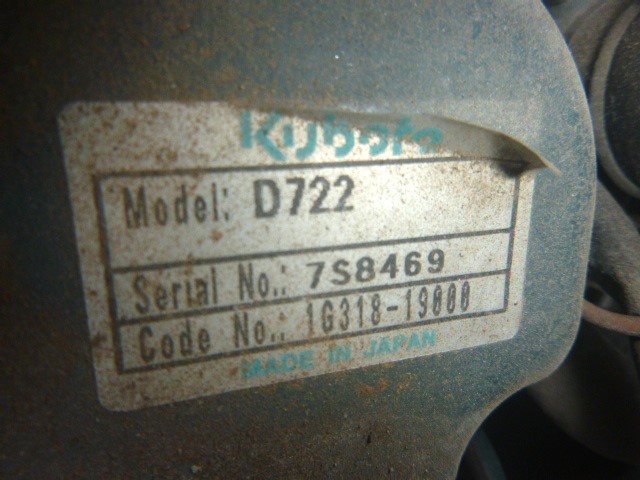 Kubota
Model: D722
Serial No.: 7S8469
Code No.: 1G318-19000
MADE IN JAPAN